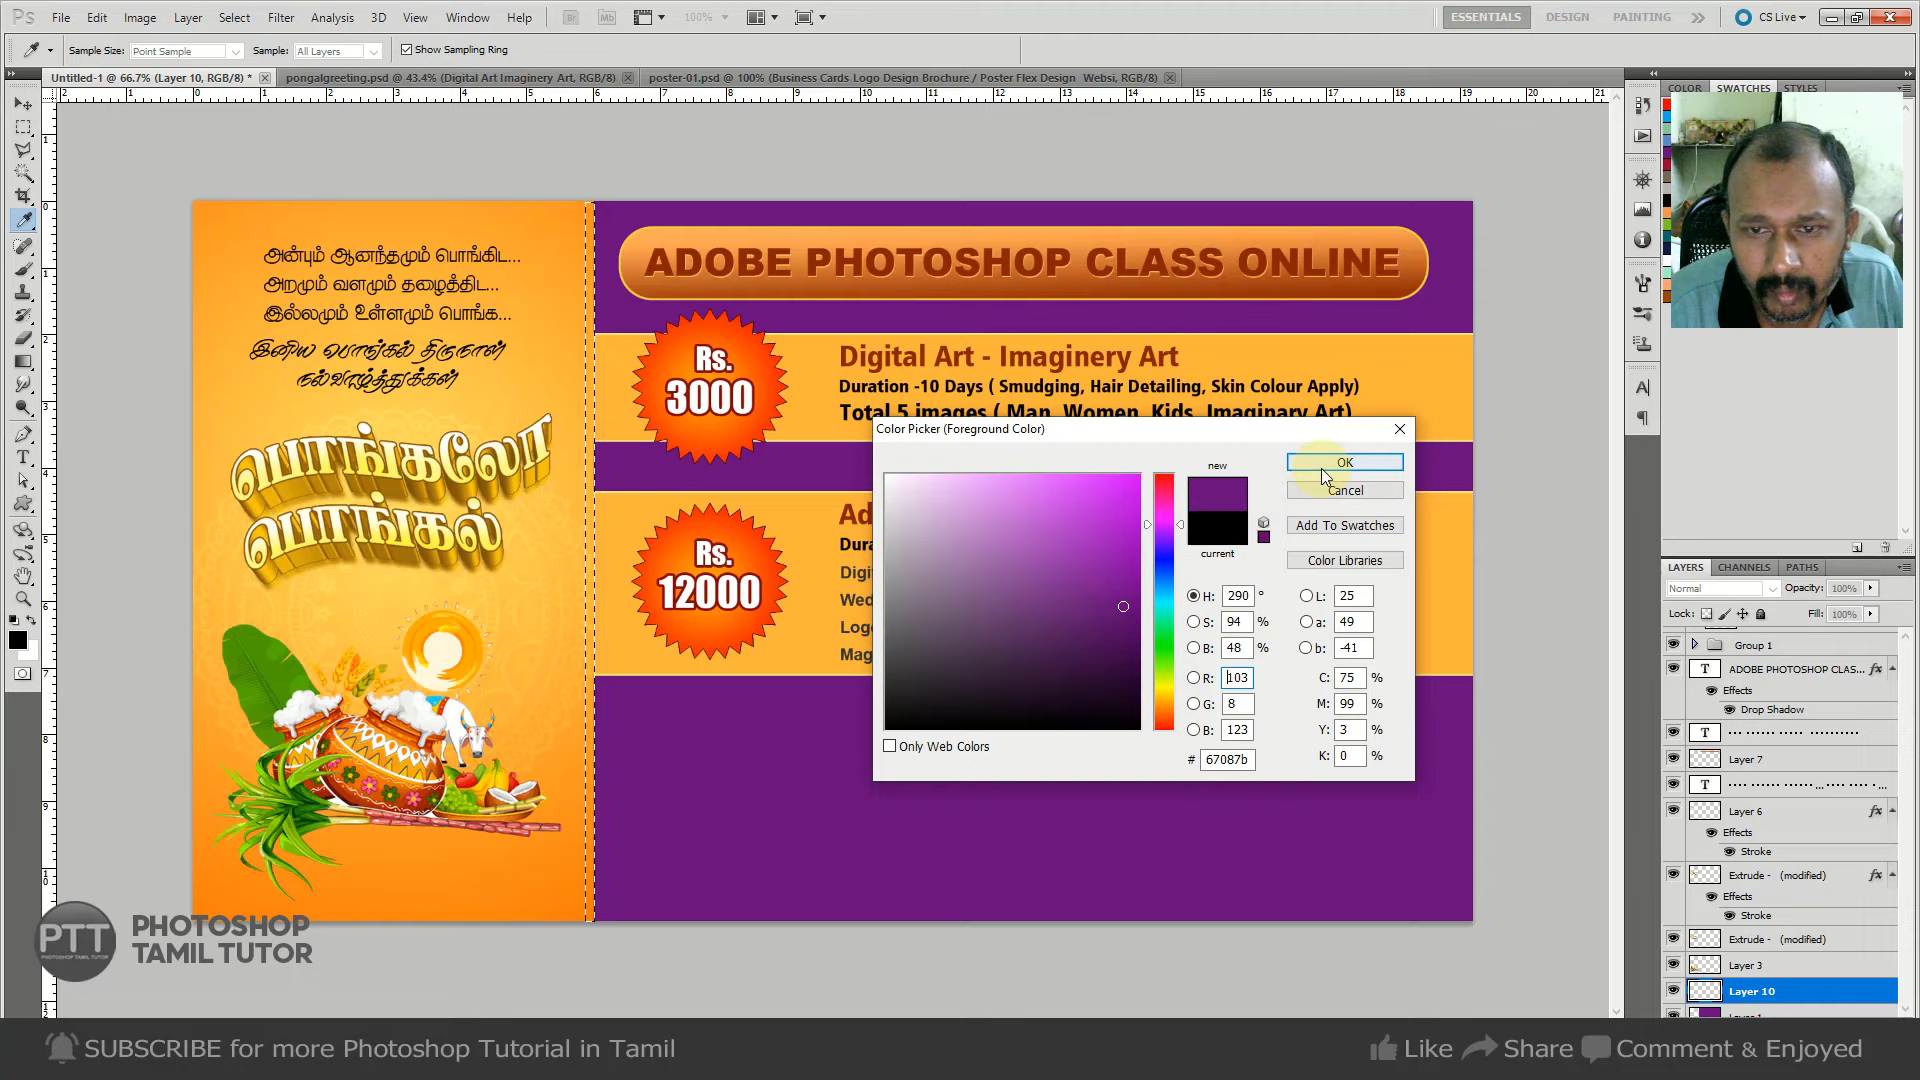 Ps File Edit Image Layer Select Filter Analysis 3D View Window Help Br Mb 100% ESSENTIALS DESIGN PAINTING CS Live
Sample Size: Point Sample Sample: All Layers Show Sampling Ring
Untitled-1 @ 66.7% (Layer 10, RGB/8) * pongalgreeting.psd @ 43.4% (Digital Art Imaginery Art, RGB/8) poster-01.psd @ 100% (Business Cards Logo Design Brochure / Poster Flex Design Websi, RGB/8)
COLOR SWATCHES STYLES
அன்பும் ஆனந்தமும் பொங்கிட...
அறமும் வளமும் தழைத்திட...
இல்லமும் உள்ளமும் பொங்க...
இனிய பொங்கல் திருநாள்
நல்வாழ்த்துக்கள்
பொங்கலோ
பொங்கல்
ADOBE PHOTOSHOP CLASS ONLINE
Rs.
3000
Digital Art - Imaginery Art
Duration -10 Days ( Smudging, Hair Detailing, Skin Colour Apply)
Total 5 images ( Man, Women, Kids, Imaginary Art)
Rs.
12000
Ad
Dura
Digi
Wed
Log
Mag
Color Picker (Foreground Color)
new
current
OK
Cancel
Add To Swatches
Color Libraries
H: 290 ° L: 25
S: 94 % a: 49
B: 48 % b: -41
R: 103 C: 75 %
G: 8 M: 99 %
B: 123 Y: 3 %
# 67087b K: 0 %
Only Web Colors
LAYERS CHANNELS PATHS
Normal Opacity: 100%
Lock: Fill: 100%
Group 1
T ADOBE PHOTOSHOP CLAS... fx
Effects
Drop Shadow
Layer 7
Layer 6 fx
Effects
Stroke
Extrude - (modified) fx
Effects
Stroke
Extrude - (modified)
Layer 3
Layer 10
PTT PHOTOSHOP
TAMIL TUTOR
SUBSCRIBE for more Photoshop Tutorial in Tamil Like Share Comment & Enjoyed